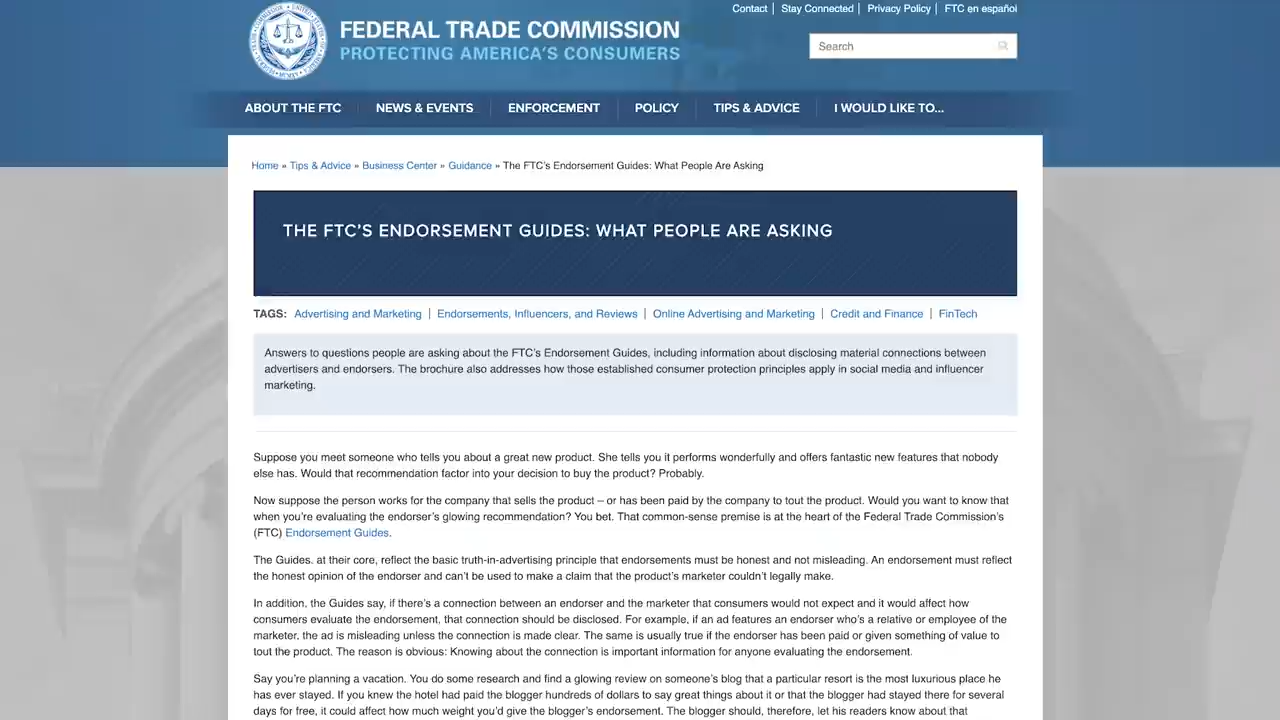 Contact | Stay Connected | Privacy Policy | FTC en español
FEDERAL TRADE COMMISSION
PROTECTING AMERICA'S CONSUMERS
Search
ABOUT THE FTC
NEWS & EVENTS
ENFORCEMENT
POLICY
TIPS & ADVICE
I WOULD LIKE TO...
Home » Tips & Advice » Business Center » Guidance » The FTC's Endorsement Guides: What People Are Asking
THE FTC'S ENDORSEMENT GUIDES: WHAT PEOPLE ARE ASKING
TAGS: Advertising and Marketing | Endorsements, Influencers, and Reviews | Online Advertising and Marketing | Credit and Finance | FinTech
Answers to questions people are asking about the FTC's Endorsement Guides, including information about disclosing material connections between
advertisers and endorsers. The brochure also addresses how those established consumer protection principles apply in social media and influencer
marketing.
Suppose you meet someone who tells you about a great new product. She tells you it performs wonderfully and offers fantastic new features that nobody
else has. Would that recommendation factor into your decision to buy the product? Probably.
Now suppose the person works for the company that sells the product – or has been paid by the company to tout the product. Would you want to know that
when you're evaluating the endorser's glowing recommendation? You bet. That common-sense premise is at the heart of the Federal Trade Commission's
(FTC) Endorsement Guides.
The Guides. at their core, reflect the basic truth-in-advertising principle that endorsements must be honest and not misleading. An endorsement must reflect
the honest opinion of the endorser and can't be used to make a claim that the product's marketer couldn't legally make.
In addition, the Guides say, if there's a connection between an endorser and the marketer that consumers would not expect and it would affect how
consumers evaluate the endorsement, that connection should be disclosed. For example, if an ad features an endorser who's a relative or employee of the
marketer, the ad is misleading unless the connection is made clear. The same is usually true if the endorser has been paid or given something of value to
tout the product. The reason is obvious: Knowing about the connection is important information for anyone evaluating the endorsement.
Say you're planning a vacation. You do some research and find a glowing review on someone's blog that a particular resort is the most luxurious place he
has ever stayed. If you knew the hotel had paid the blogger hundreds of dollars to say great things about it or that the blogger had stayed there for several
days for free, it could affect how much weight you'd give the blogger's endorsement. The blogger should, therefore, let his readers know about that